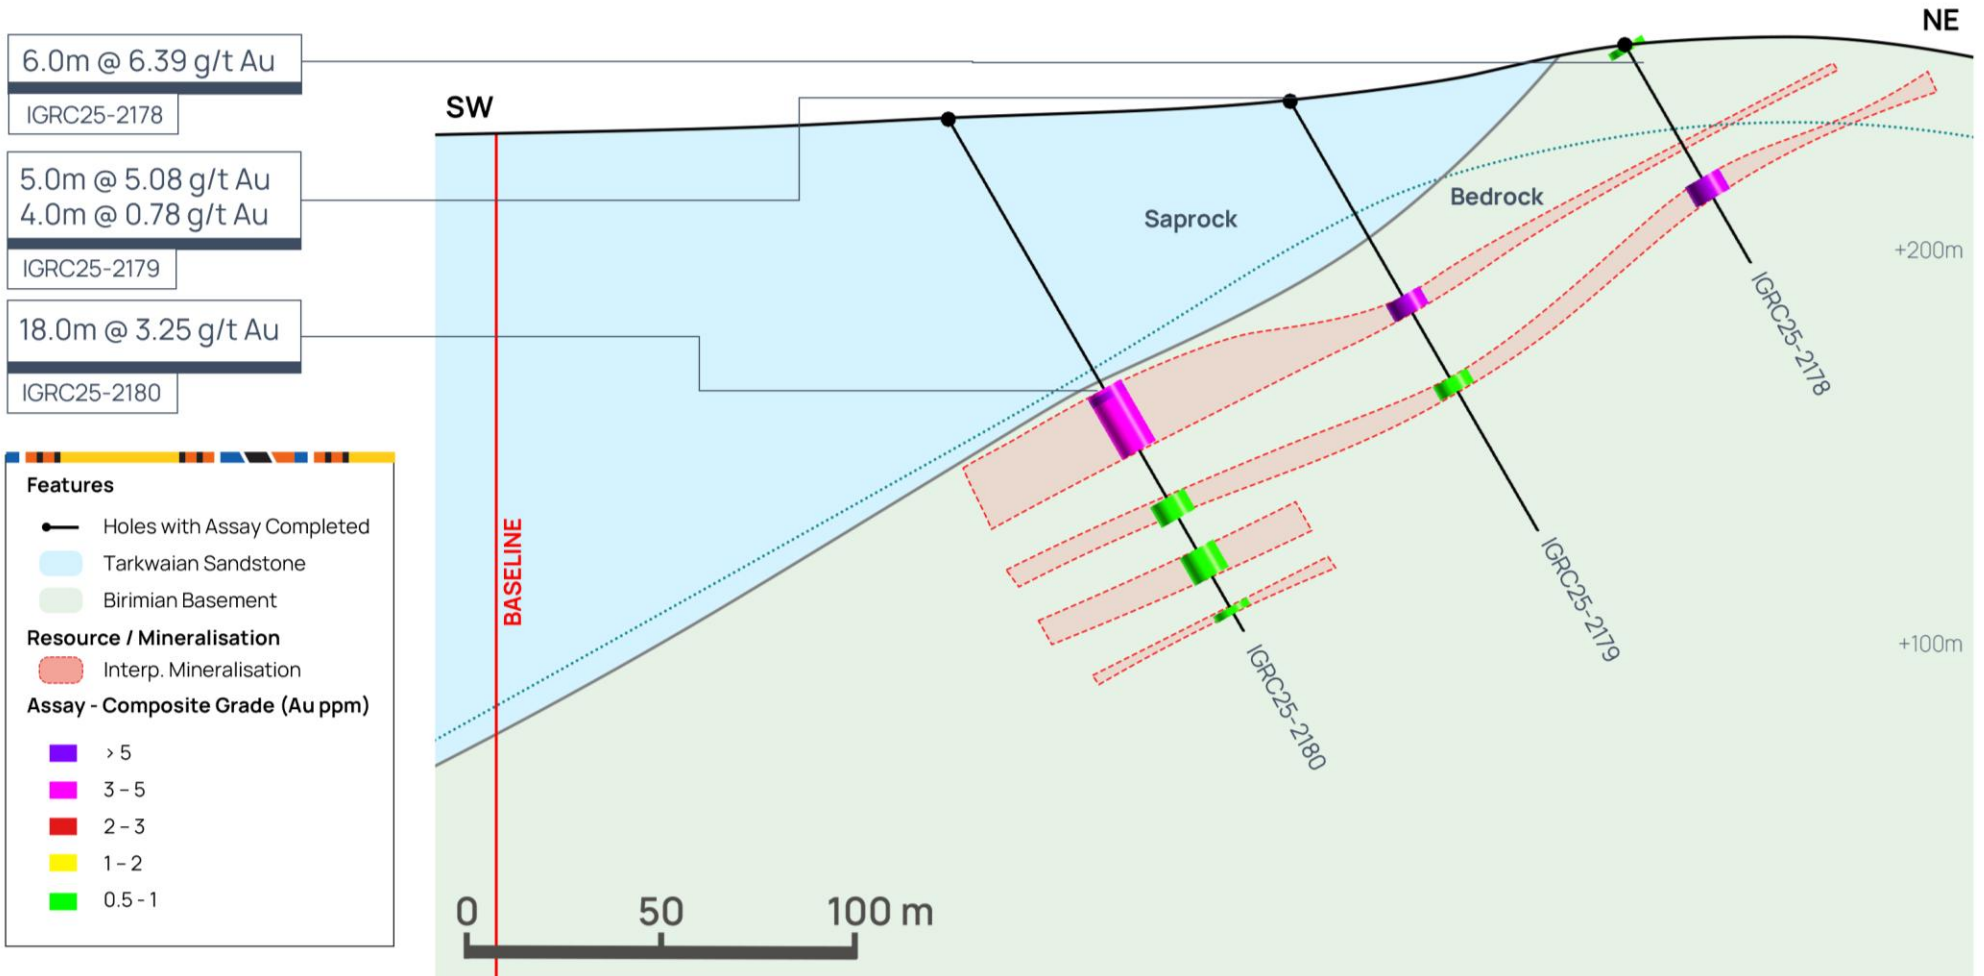 NE
6.0m @ 6.39 g/t Au
IGRC25-2178
SW
5.0m @ 5.08 g/t Au
4.0m @ 0.78 g/t Au
IGRC25-2179
Saprock
Bedrock
+200m
18.0m @ 3.25 g/t Au
IGRC25-2180
IGRC25-2178
Features
Holes with Assay Completed
Tarkwaian Sandstone
Birimian Basement
Resource / Mineralisation
Interp. Mineralisation
Assay - Composite Grade (Au ppm)
> 5
3 – 5
2 – 3
1 – 2
0.5 - 1
BASELINE
IGRC25-2179
+100m
IGRC25-2180
0 50 100 m